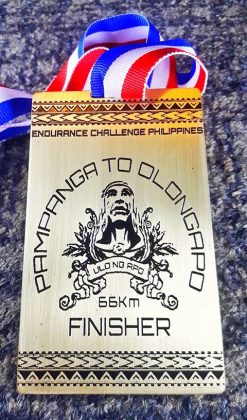 ENDURANCE CHALLENGE PHILIPPINES
PAMPANGA TO OLONGAPO
ULO NG APO
66Km
FINISHER